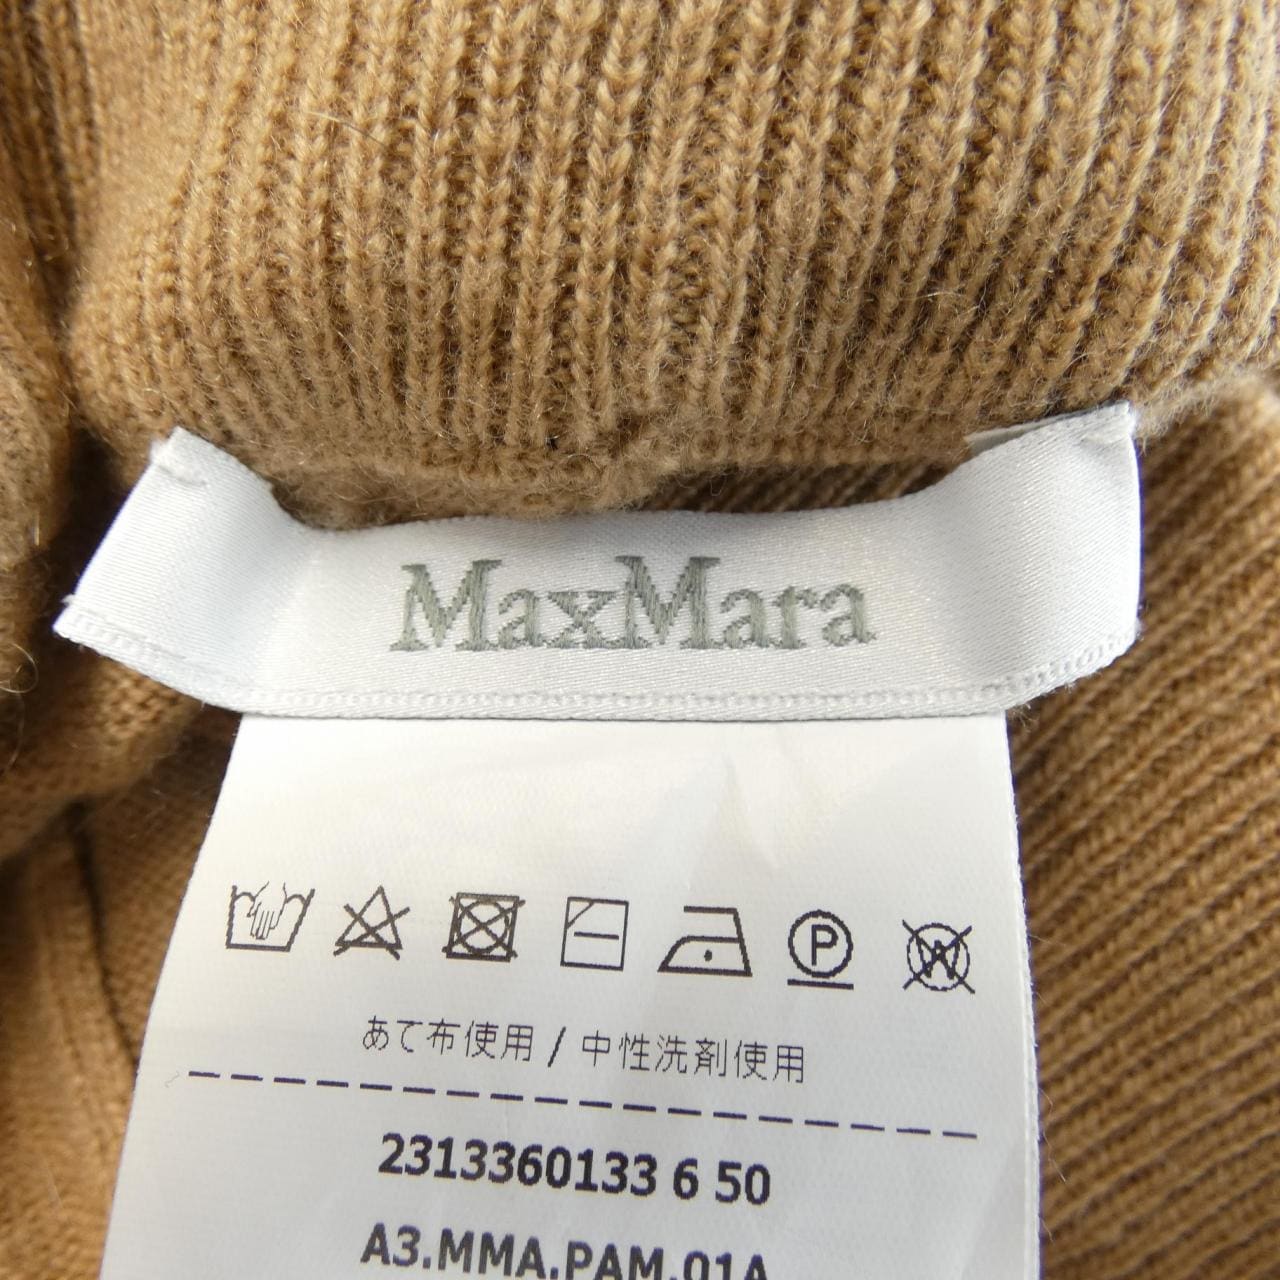 MaxMara
P W
あて布使用 / 中性洗剤使用
2313360133 6 50
A3.MMA.PAM.01A